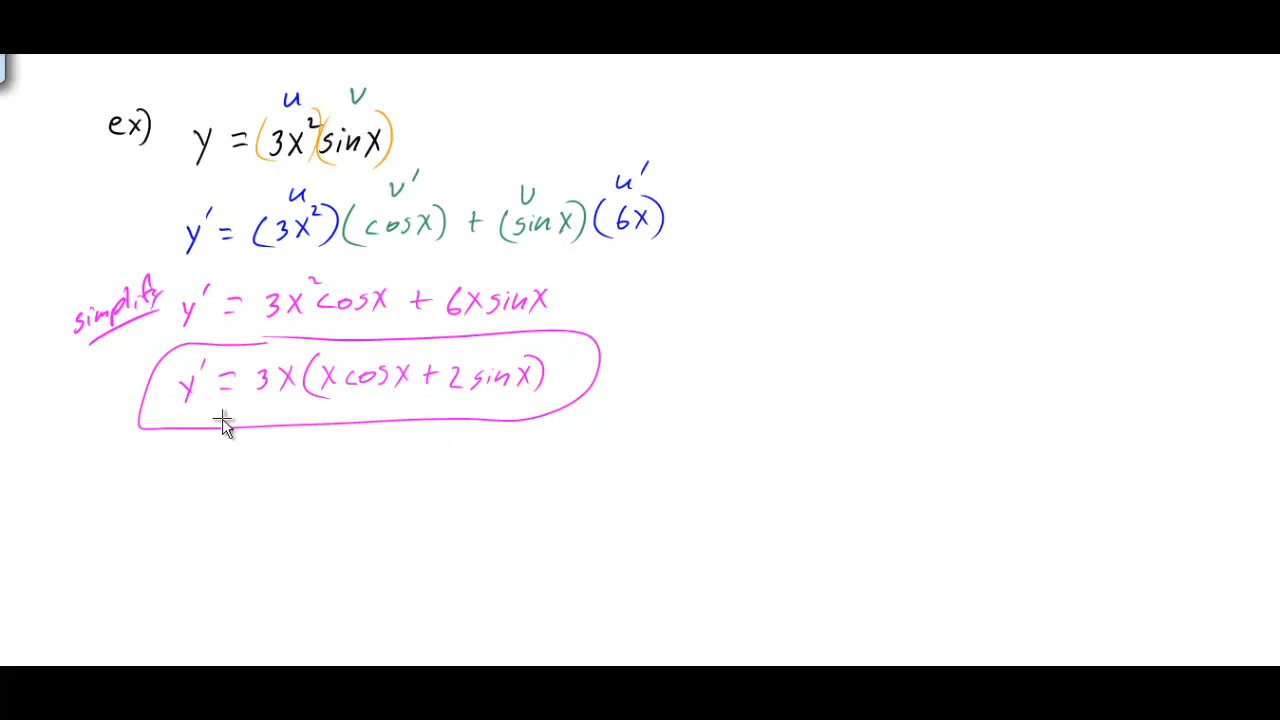 u v
ex) y = (3x²)(sinx)
u v' v u'
y' = (3x²)(cosx) + (sinx)(6x)
simplify y' = 3x²cosx + 6xsinx
y' = 3x(xcosx + 2sinx)